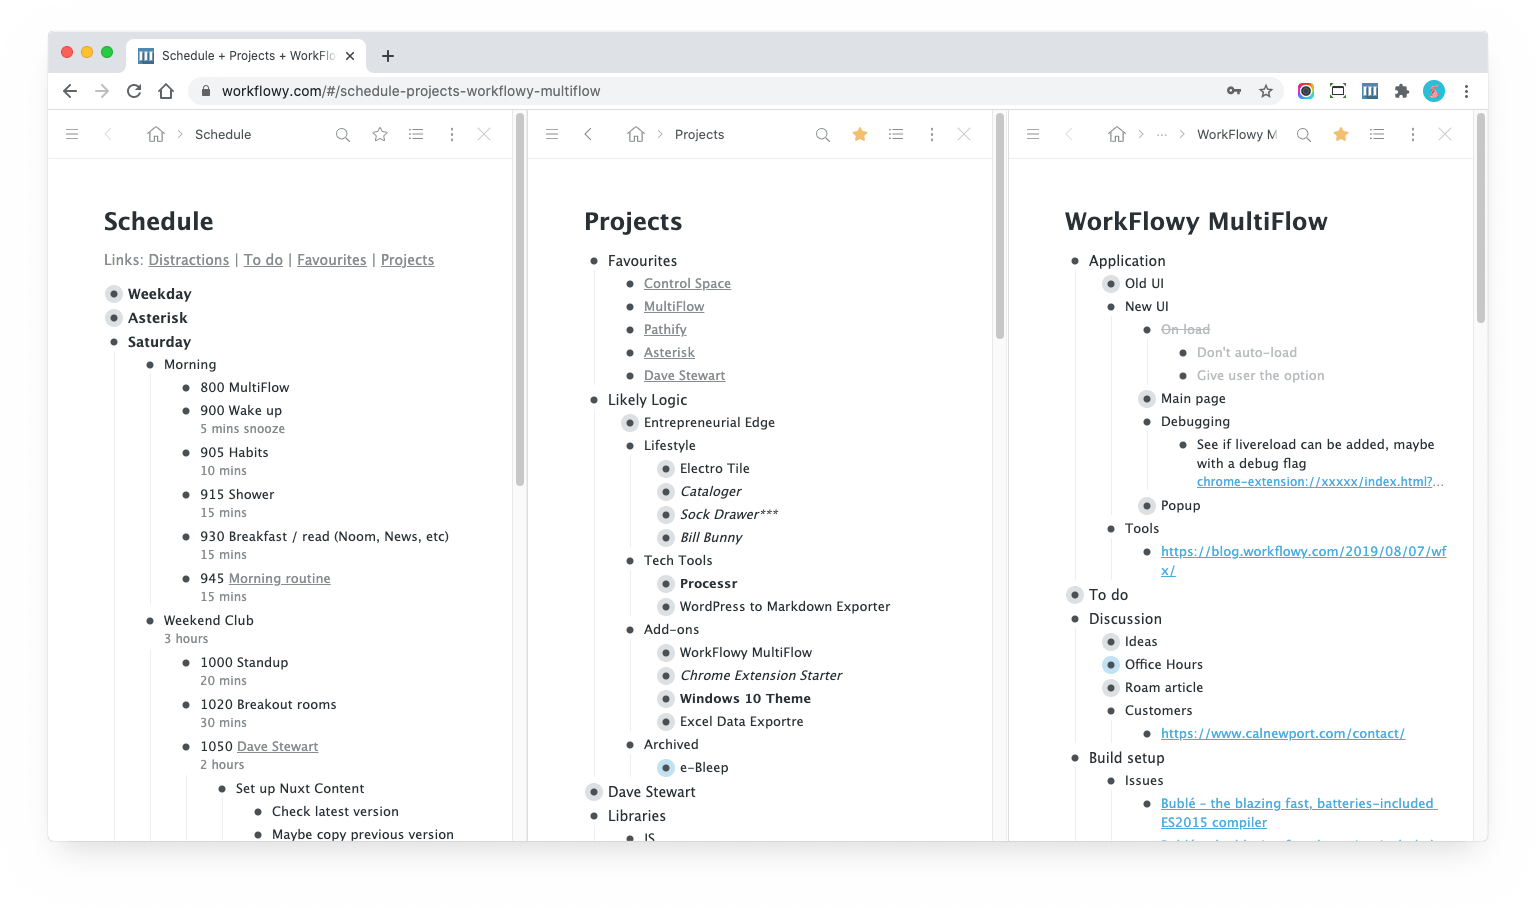 Schedule + Projects + WorkFlo
workflowy.com/#/schedule-projects-workflowy-multiflow
Schedule
Schedule
Links: Distractions | To do | Favourites | Projects
Weekday
Asterisk
Saturday
Morning
800 MultiFlow
900 Wake up
5 mins snooze
905 Habits
10 mins
915 Shower
15 mins
930 Breakfast / read (Noom, News, etc)
15 mins
945 Morning routine
15 mins
Weekend Club
3 hours
1000 Standup
20 mins
1020 Breakout rooms
30 mins
1050 Dave Stewart
2 hours
Set up Nuxt Content
Check latest version
Maybe copy previous version
Projects
Projects
Favourites
Control Space
MultiFlow
Pathify
Asterisk
Dave Stewart
Likely Logic
Entrepreneurial Edge
Lifestyle
Electro Tile
Cataloger
Sock Drawer***
Bill Bunny
Tech Tools
Processr
WordPress to Markdown Exporter
Add-ons
WorkFlowy MultiFlow
Chrome Extension Starter
Windows 10 Theme
Excel Data Exportre
Archived
e-Bleep
Dave Stewart
Libraries
JS
... WorkFlowy M
WorkFlowy MultiFlow
Application
Old UI
New UI
On load
Don't auto-load
Give user the option
Main page
Debugging
See if livereload can be added, maybe
with a debug flag
chrome-extension://xxxxx/index.html?...
Popup
Tools
https://blog.workflowy.com/2019/08/07/wf
x/
To do
Discussion
Ideas
Office Hours
Roam article
Customers
https://www.calnewport.com/contact/
Build setup
Issues
Bublé – the blazing fast, batteries-included
ES2015 compiler